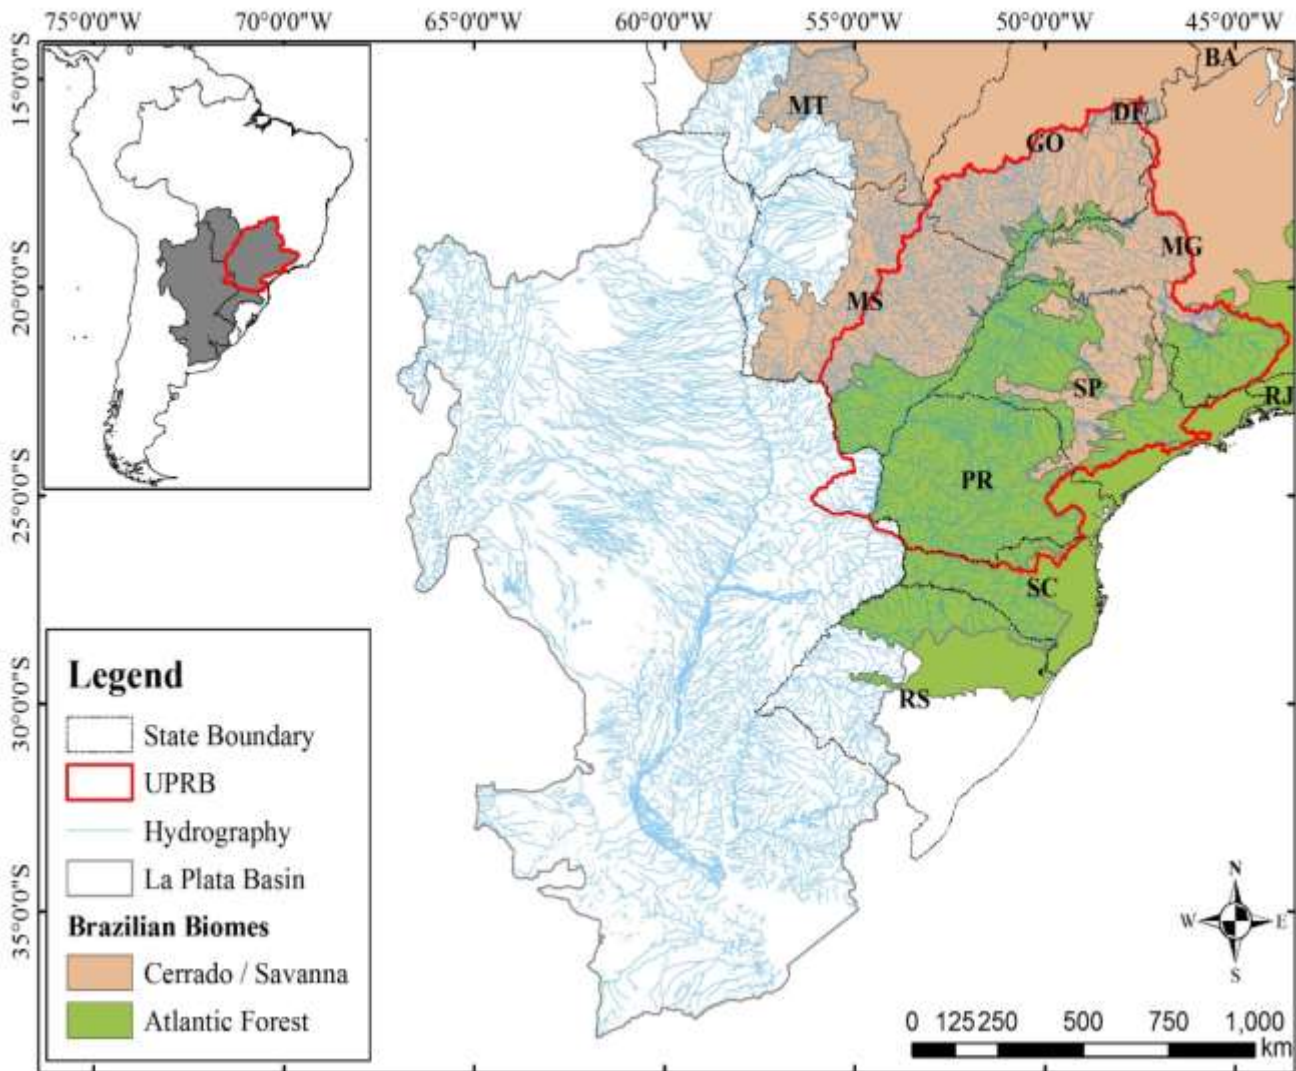 75°0'0"W 70°0'0"W 65°0'0"W 60°0'0"W 55°0'0"W 50°0'0"W 45°0'0"W
15°0'0"S
20°0'0"S
25°0'0"S
30°0'0"S
35°0'0"S
BA
MT
DF
GO
MG
MS
SP
RJ
PR
SC
RS
Legend
State Boundary
UPRB
Hydrography
La Plata Basin
Brazilian Biomes
Cerrado / Savanna
Atlantic Forest
N
W E
S
0 125 250 500 750 1,000
km